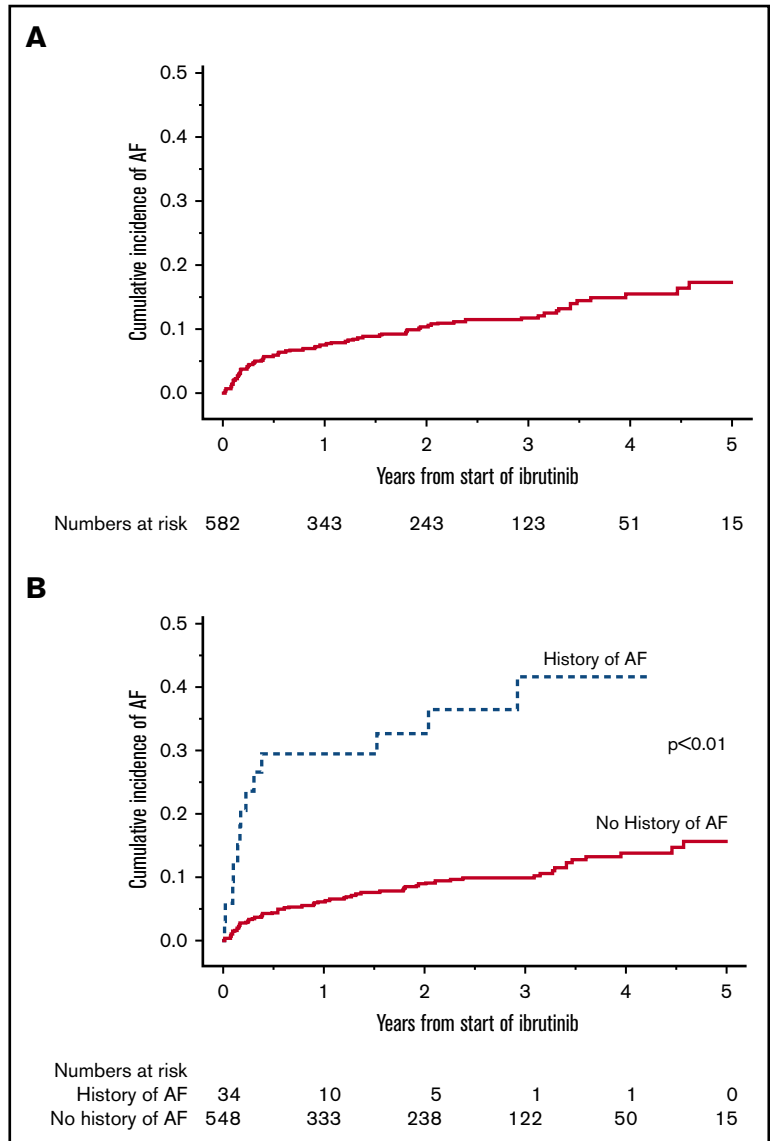 A
Cumulative incidence of AF
0.5
0.4
0.3
0.2
0.1
0.0
0 1 2 3 4 5
Years from start of ibrutinib
Numbers at risk 582 343 243 123 51 15
B
Cumulative incidence of AF
0.5
0.4
0.3
0.2
0.1
0.0
History of AF
p<0.01
No History of AF
0 1 2 3 4 5
Years from start of ibrutinib
Numbers at risk
History of AF 34 10 5 1 1 0
No history of AF 548 333 238 122 50 15